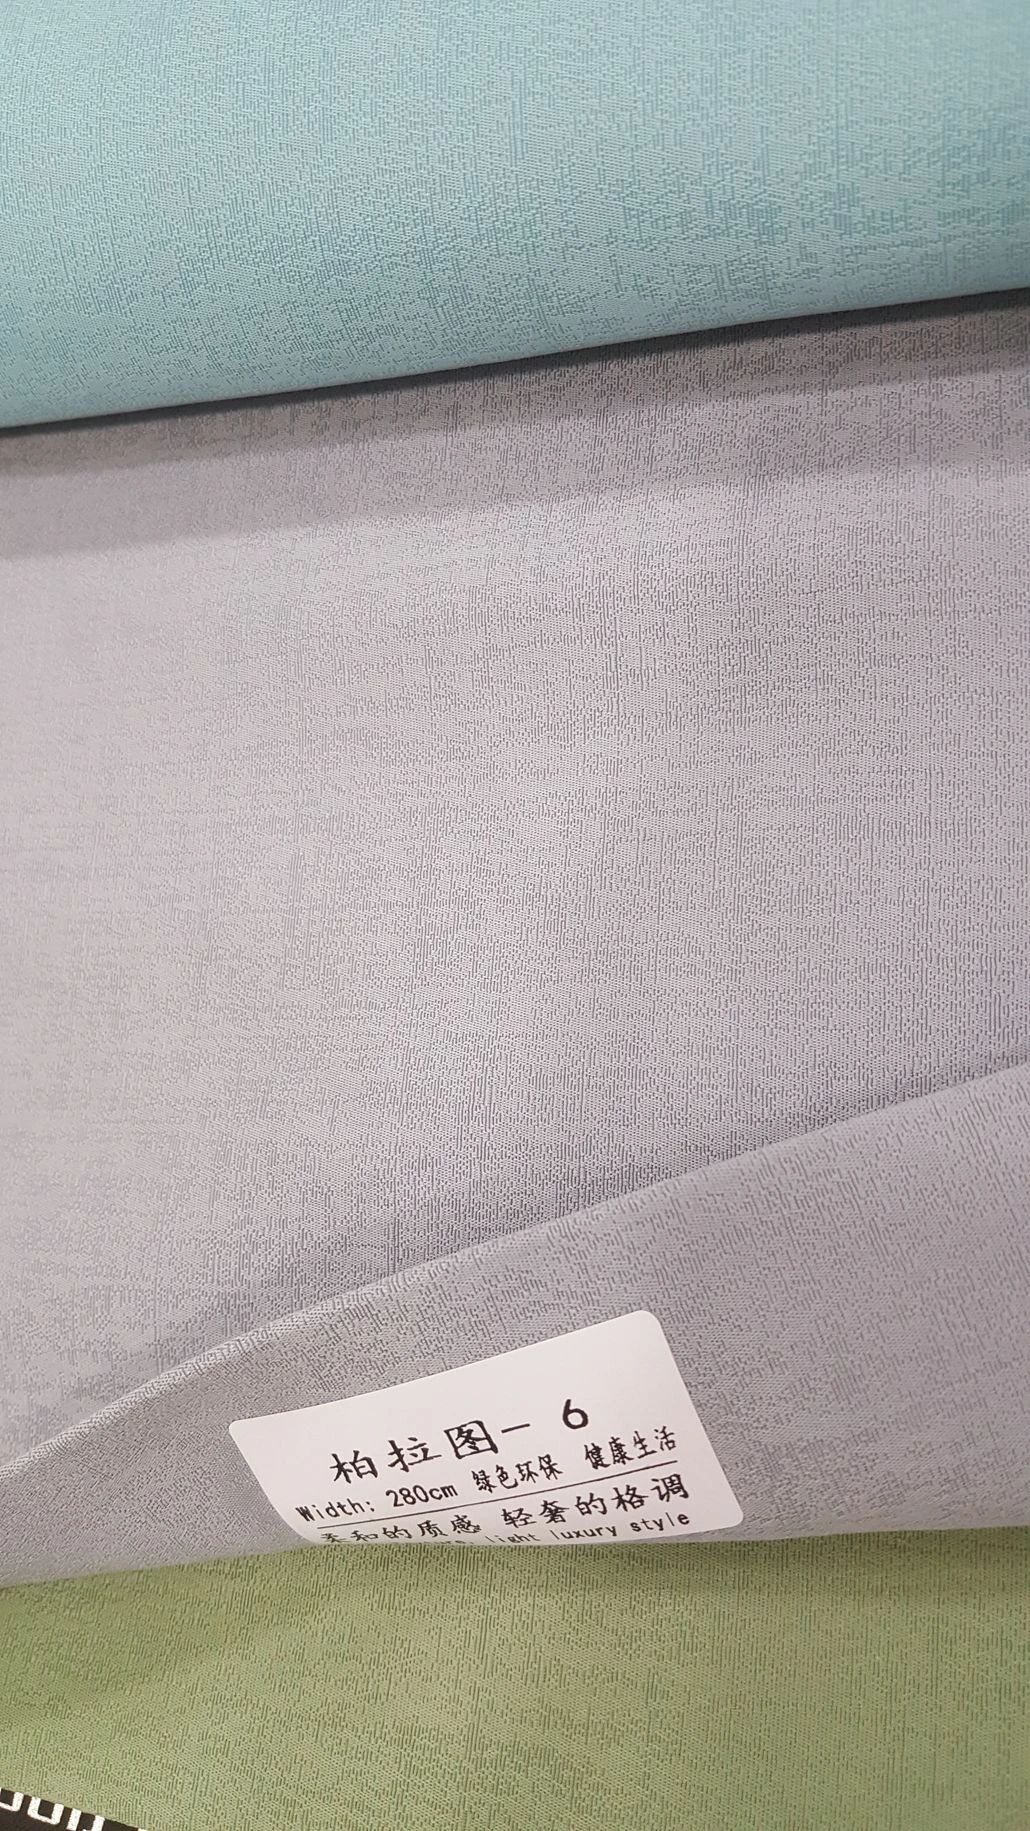 柏拉图- 6
Width: 280cm 绿色环保 健康生活
柔和的质感 轻奢的格调
light luxury style